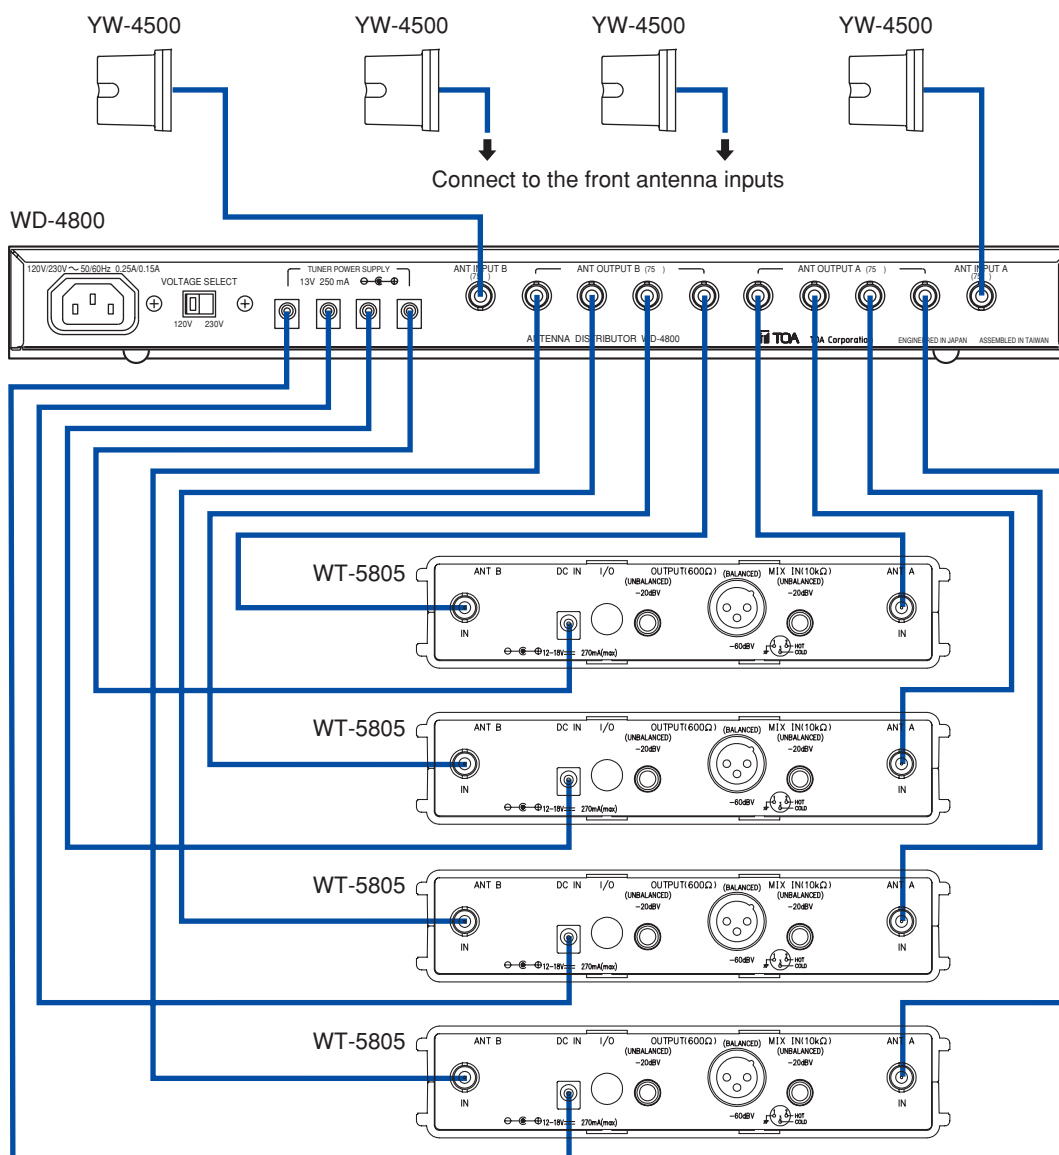 YW-4500 YW-4500 YW-4500 YW-4500
Connect to the front antenna inputs
WD-4800
120V/230V ～ 50/60Hz 0.25A/0.15A
VOLTAGE SELECT
120V 230V
TUNER POWER SUPPLY
13V 250 mA
ANT INPUT B
(75 )
ANT OUTPUT B (75 )
ANT OUTPUT A (75 )
ANT INPUT A
(75 )
ANTENNA DISTRIBUTOR WD-4800
TOA TOA Corporation
ENGINEERED IN JAPAN ASSEMBLED IN TAIWAN
WT-5805
ANT B DC IN I/O OUTPUT(600Ω) (BALANCED) MIX IN(10kΩ) ANT A
(UNBALANCED) (UNBALANCED)
-20dBV -20dBV
IN IN
12-18V 270mA(max) -60dBV HOT
COLD
WT-5805
ANT B DC IN I/O OUTPUT(600Ω) (BALANCED) MIX IN(10kΩ) ANT A
(UNBALANCED) (UNBALANCED)
-20dBV -20dBV
IN IN
12-18V 270mA(max) -60dBV HOT
COLD
WT-5805
ANT B DC IN I/O OUTPUT(600Ω) (BALANCED) MIX IN(10kΩ) ANT A
(UNBALANCED) (UNBALANCED)
-20dBV -20dBV
IN IN
12-18V 270mA(max) -60dBV HOT
COLD
WT-5805
ANT B DC IN I/O OUTPUT(600Ω) (BALANCED) MIX IN(10kΩ) ANT A
(UNBALANCED) (UNBALANCED)
-20dBV -20dBV
IN IN
12-18V 270mA(max) -60dBV HOT
COLD